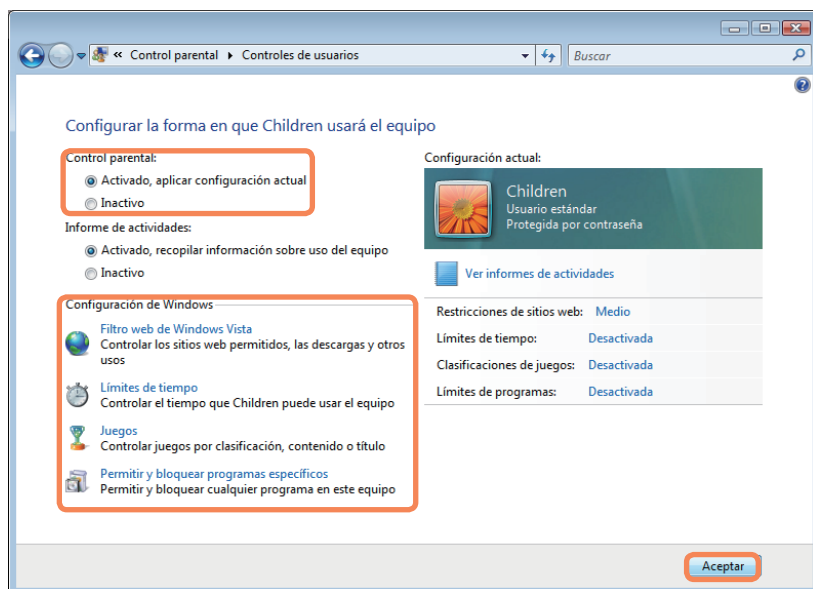 « Control parental ▸ Controles de usuarios
Buscar
Configurar la forma en que Children usará el equipo
Control parental:
Activado, aplicar configuración actual
Inactivo
Informe de actividades:
Activado, recopilar información sobre uso del equipo
Inactivo
Configuración de Windows
Filtro web de Windows Vista
Controlar los sitios web permitidos, las descargas y otros
usos
Límites de tiempo
Controlar el tiempo que Children puede usar el equipo
Juegos
Controlar juegos por clasificación, contenido o título
Permitir y bloquear programas específicos
Permitir y bloquear cualquier programa en este equipo
Configuración actual:
Children
Usuario estándar
Protegida por contraseña
Ver informes de actividades
Restricciones de sitios web: Medio
Límites de tiempo: Desactivada
Clasificaciones de juegos: Desactivada
Límites de programas: Desactivada
Aceptar